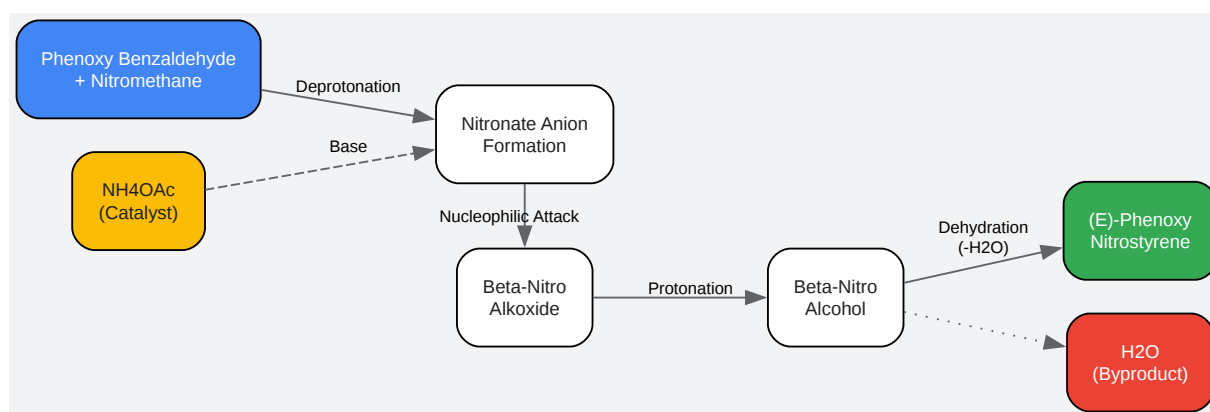 Phenoxy Benzaldehyde
+ Nitromethane
Deprotonation
NH4OAc
(Catalyst)
Base
Nitronate Anion
Formation
Nucleophilic Attack
Beta-Nitro
Alkoxide
Protonation
Beta-Nitro
Alcohol
Dehydration
(-H2O)
(E)-Phenoxy
Nitrostyrene
H2O
(Byproduct)